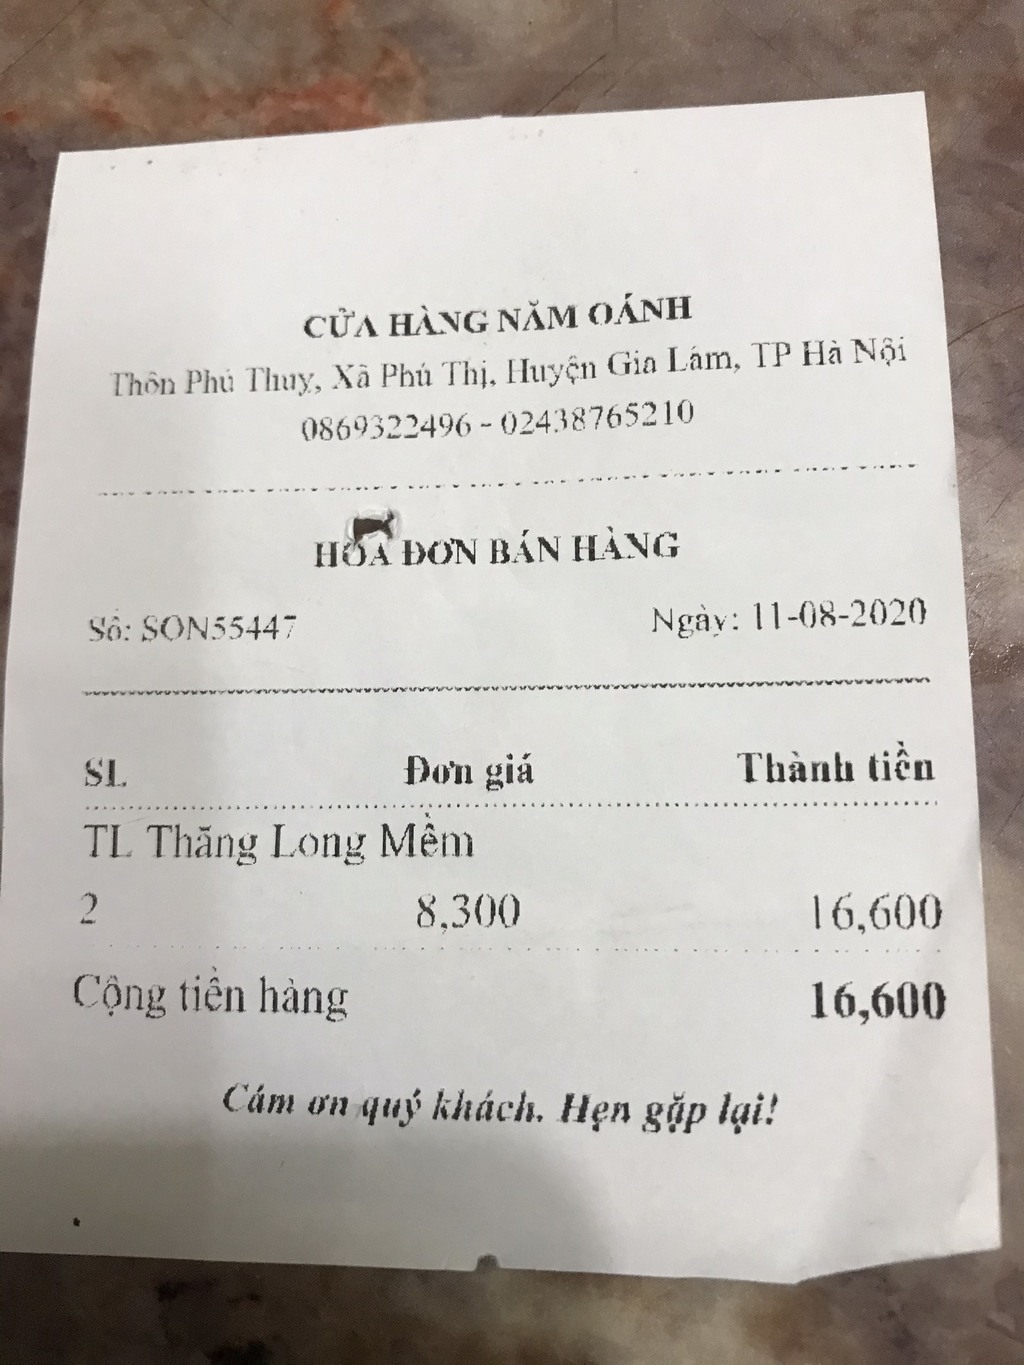 CỬA HÀNG NĂM OÁNH
Thôn Phú Thụy, Xã Phú Thị, Huyện Gia Lâm, TP Hà Nội
0869322496 - 02438765210
HÓA ĐƠN BÁN HÀNG
Số: SON55447
Ngày: 11-08-2020
SL Đơn giá Thành tiền
TL Thăng Long Mềm
2 8,300 16,600
Cộng tiền hàng 16,600
Cám ơn quý khách. Hẹn gặp lại!